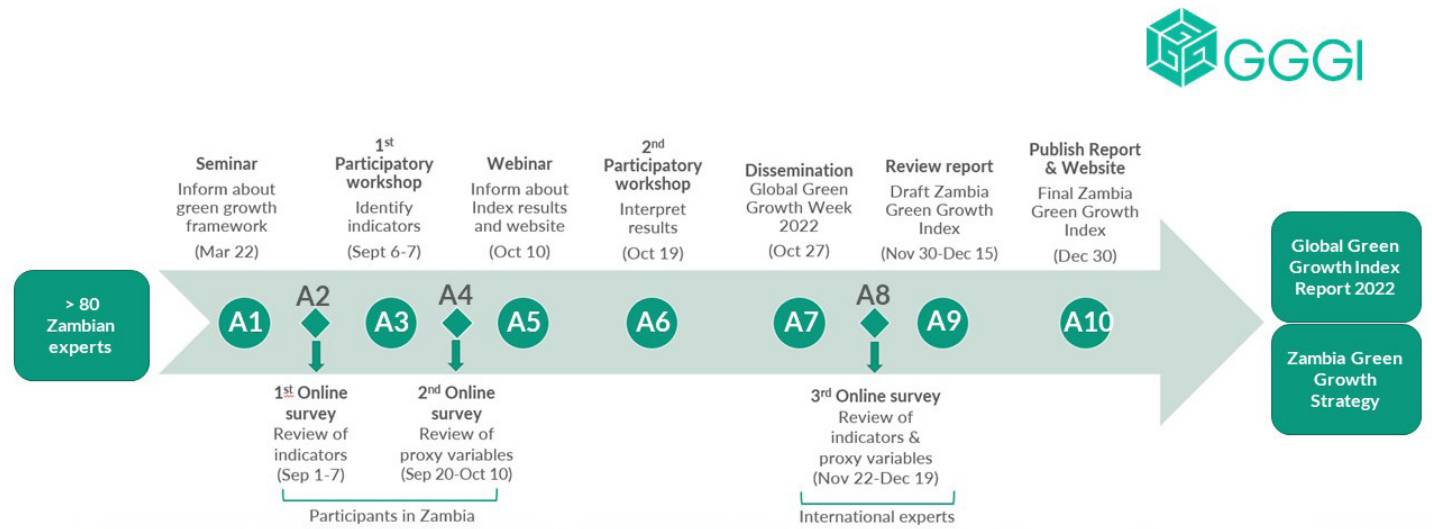 GGGI
Seminar
Inform about
green growth
framework
(Mar 22)
1st
Participatory
workshop
Identify
indicators
(Sept 6-7)
Webinar
Inform about
Index results
and website
(Oct 10)
2nd
Participatory
workshop
Interpret
results
(Oct 19)
Dissemination
Global Green
Growth Week
2022
(Oct 27)
Review report
Draft Zambia
Green Growth
Index
(Nov 30-Dec 15)
Publish Report
& Website
Final Zambia
Green Growth
Index
(Dec 30)
> 80
Zambian
experts
A1
A2
A3
A4
A5
A6
A7
A8
A9
A10
Global Green
Growth Index
Report 2022
Zambia Green
Growth
Strategy
1st Online
survey
Review of
indicators
(Sep 1-7)
2nd Online
survey
Review of
proxy variables
(Sep 20-Oct 10)
Participants in Zambia
3rd Online survey
Review of
indicators &
proxy variables
(Nov 22-Dec 19)
International experts